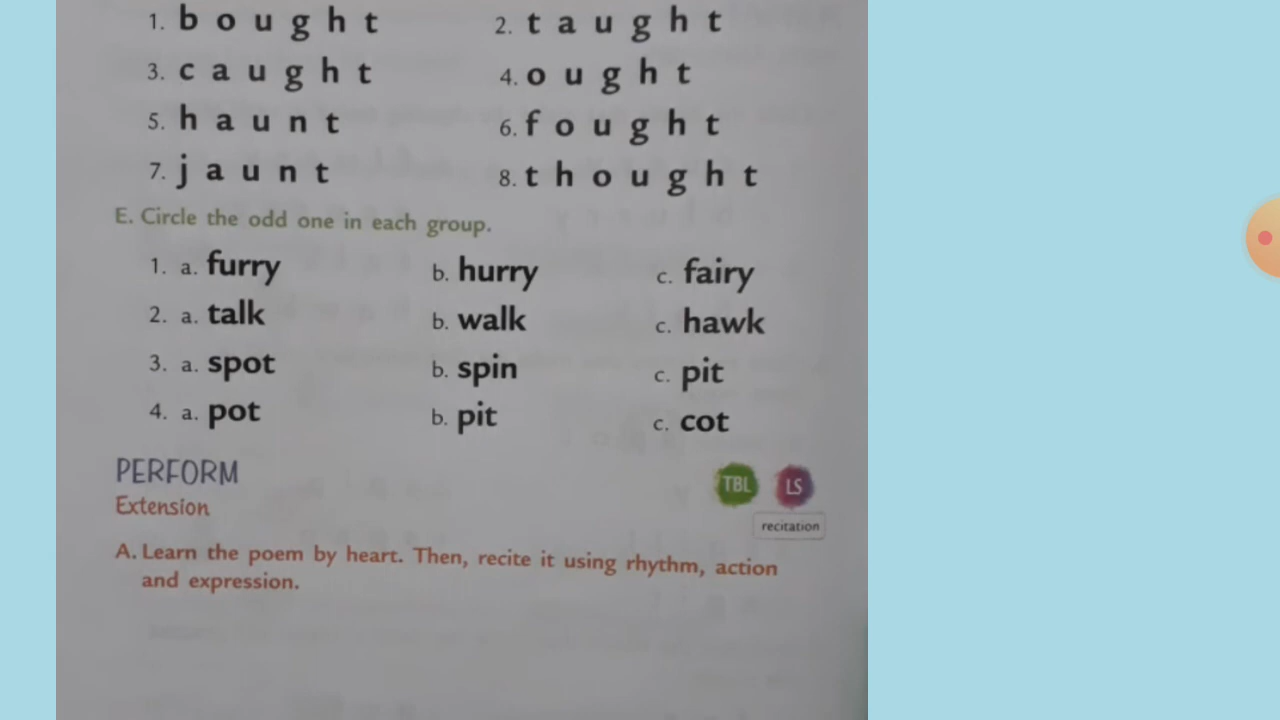 1. b o u g h t 2. t a u g h t
3. c a u g h t 4. o u g h t
5. h a u n t 6. f o u g h t
7. j a u n t 8. t h o u g h t
E. Circle the odd one in each group.
1. a. furry b. hurry c. fairy
2. a. talk b. walk c. hawk
3. a. spot b. spin c. pit
4. a. pot b. pit c. cot
PERFORM
TBL LS
Extension
recitation
A. Learn the poem by heart. Then, recite it using rhythm, action
and expression.